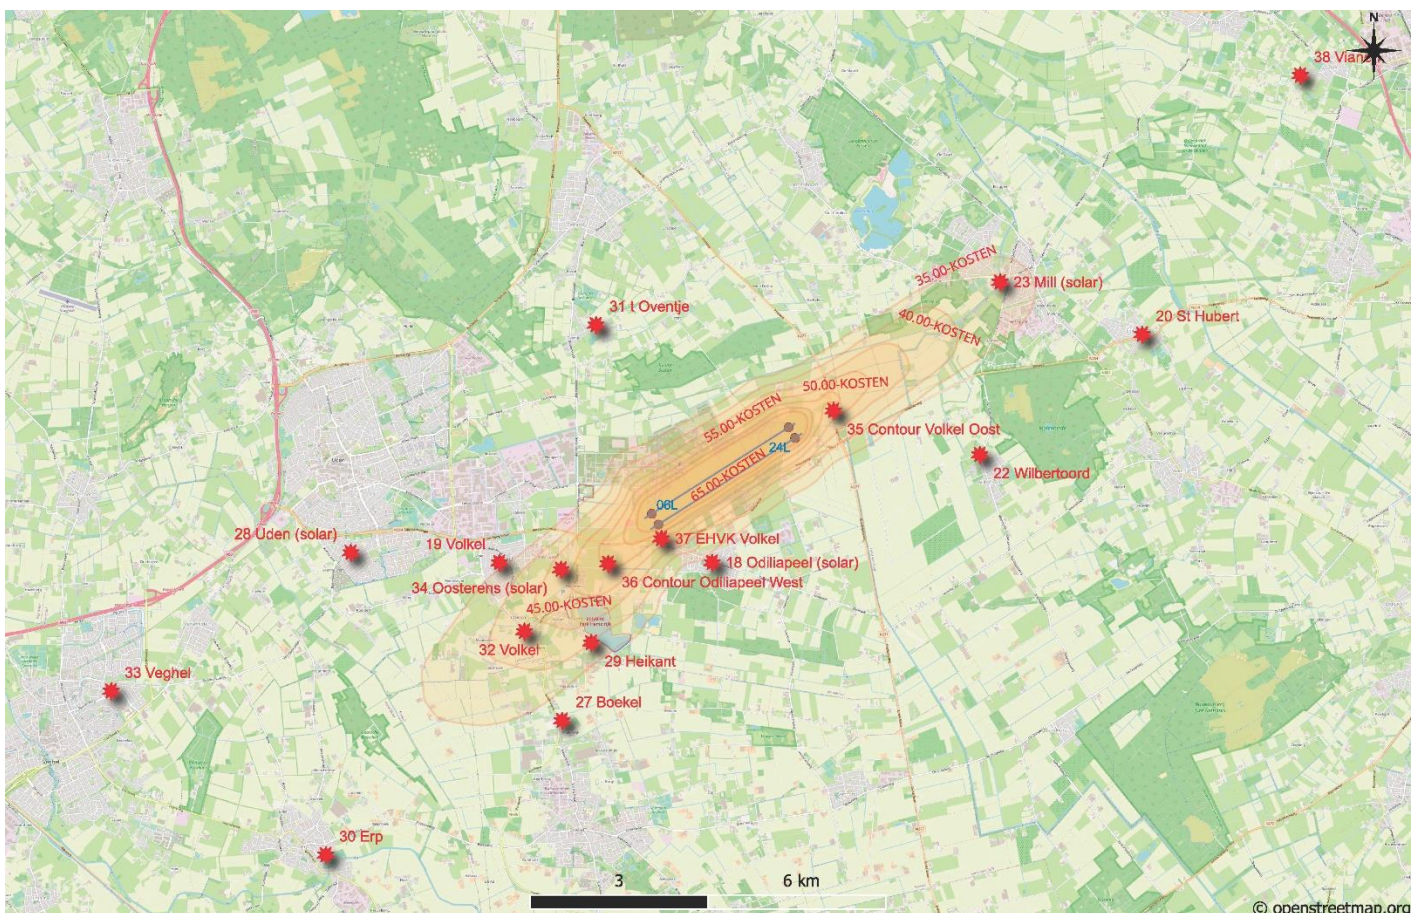 N
38 Vian
35.00-KOSTEN
23 Mill (solar)
31 t Oventje
40.00-KOSTEN
20 St Hubert
50.00-KOSTEN
55.00-KOSTEN
35 Contour Volkel Oost
24L
65.00-KOSTEN
22 Wilbertoord
06L
28 Uden (solar)
19 Volkel
37 EHVK Volkel
18 Odiliapeel (solar)
34 Oosterens (solar)
36 Contour Odiliapeel West
45.00-KOSTEN
32 Volkel
29 Heikant
33 Veghel
27 Boekel
30 Erp
3
6 km
© openstreetmap.org